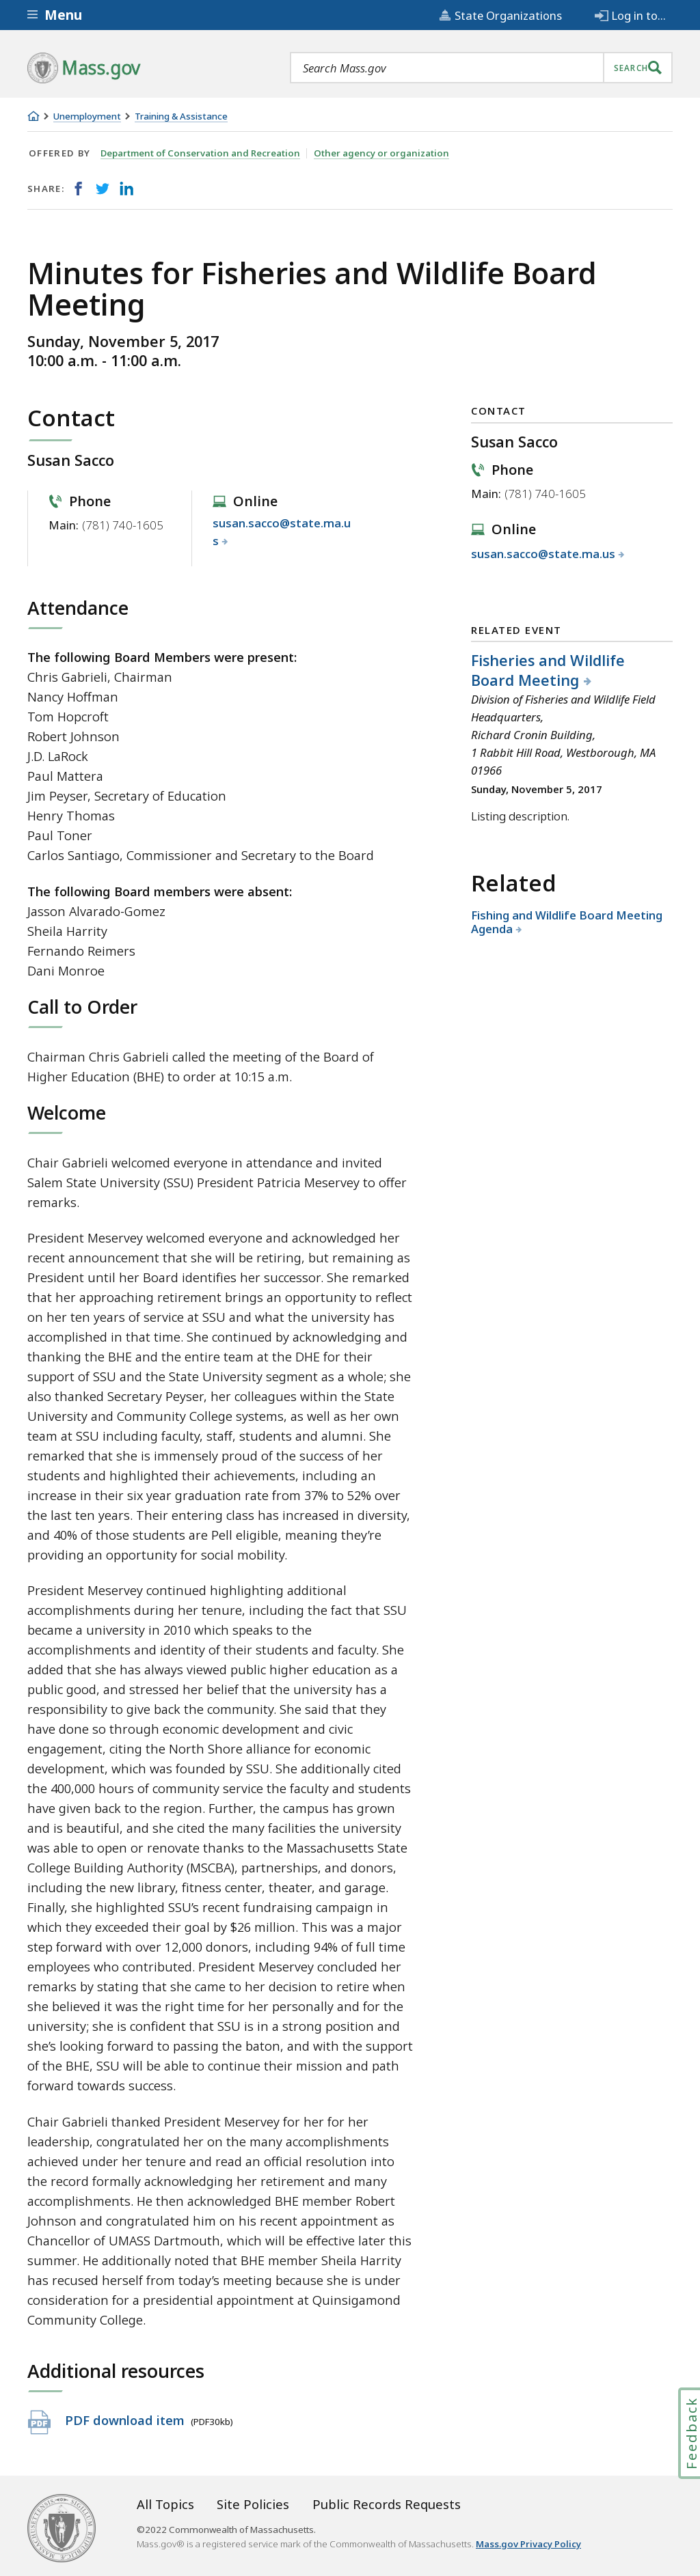 Menu
State Organizations
Log in to...
Mass.gov
Search Mass.gov
SEARCH
Unemployment
Training & Assistance
OFFERED BY
Department of Conservation and Recreation
Other agency or organization
SHARE:
Minutes for Fisheries and Wildlife Board
Meeting
Sunday, November 5, 2017
10:00 a.m. - 11:00 a.m.
Contact
Susan Sacco
Phone
Main: (781) 740-1605
Online
susan.sacco@state.ma.u
s
Attendance
The following Board Members were present:
Chris Gabrieli, Chairman
Nancy Hoffman
Tom Hopcroft
Robert Johnson
J.D. LaRock
Paul Mattera
Jim Peyser, Secretary of Education
Henry Thomas
Paul Toner
Carlos Santiago, Commissioner and Secretary to the Board
The following Board members were absent:
Jasson Alvarado-Gomez
Sheila Harrity
Fernando Reimers
Dani Monroe
Call to Order
Chairman Chris Gabrieli called the meeting of the Board of
Higher Education (BHE) to order at 10:15 a.m.
Welcome
Chair Gabrieli welcomed everyone in attendance and invited
Salem State University (SSU) President Patricia Meservey to offer
remarks.
President Meservey welcomed everyone and acknowledged her
recent announcement that she will be retiring, but remaining as
President until her Board identifies her successor. She remarked
that her approaching retirement brings an opportunity to reflect
on her ten years of service at SSU and what the university has
accomplished in that time. She continued by acknowledging and
thanking the BHE and the entire team at the DHE for their
support of SSU and the State University segment as a whole; she
also thanked Secretary Peyser, her colleagues within the State
University and Community College systems, as well as her own
team at SSU including faculty, staff, students and alumni. She
remarked that she is immensely proud of the success of her
students and highlighted their achievements, including an
increase in their six year graduation rate from 37% to 52% over
the last ten years. Their entering class has increased in diversity,
and 40% of those students are Pell eligible, meaning they're
providing an opportunity for social mobility.
President Meservey continued highlighting additional
accomplishments during her tenure, including the fact that SSU
became a university in 2010 which speaks to the
accomplishments and identity of their students and faculty. She
added that she has always viewed public higher education as a
public good, and stressed her belief that the university has a
responsibility to give back the community. She said that they
have done so through economic development and civic
engagement, citing the North Shore alliance for economic
development, which was founded by SSU. She additionally cited
the 400,000 hours of community service the faculty and students
have given back to the region. Further, the campus has grown
and is beautiful, and she cited the many facilities the university
was able to open or renovate thanks to the Massachusetts State
College Building Authority (MSCBA), partnerships, and donors,
including the new library, fitness center, theater, and garage.
Finally, she highlighted SSU's recent fundraising campaign in
which they exceeded their goal by $26 million. This was a major
step forward with over 12,000 donors, including 94% of full time
employees who contributed. President Meservey concluded her
remarks by stating that she came to her decision to retire when
she believed it was the right time for her personally and for the
university; she is confident that SSU is in a strong position and
she's looking forward to passing the baton, and with the support
of the BHE, SSU will be able to continue their mission and path
forward towards success.
Chair Gabrieli thanked President Meservey for her for her
leadership, congratulated her on the many accomplishments
achieved under her tenure and read an official resolution into
the record formally acknowledging her retirement and many
accomplishments. He then acknowledged BHE member Robert
Johnson and congratulated him on his recent appointment as
Chancellor of UMASS Dartmouth, which will be effective later this
summer. He additionally noted that BHE member Sheila Harrity
has recused herself from today's meeting because she is under
consideration for a presidential appointment at Quinsigamond
Community College.
Additional resources
PDF
PDF download item (PDF30kb)
CONTACT
Susan Sacco
Phone
Main: (781) 740-1605
Online
susan.sacco@state.ma.us
RELATED EVENT
Fisheries and Wildlife
Board Meeting
Division of Fisheries and Wildlife Field
Headquarters,
Richard Cronin Building,
1 Rabbit Hill Road, Westborough, MA
01966
Sunday, November 5, 2017
Listing description.
Related
Fishing and Wildlife Board Meeting
Agenda
Feedback
All Topics
Site Policies
Public Records Requests
©2022 Commonwealth of Massachusetts.
Mass.gov® is a registered service mark of the Commonwealth of Massachusetts. Mass.gov Privacy Policy